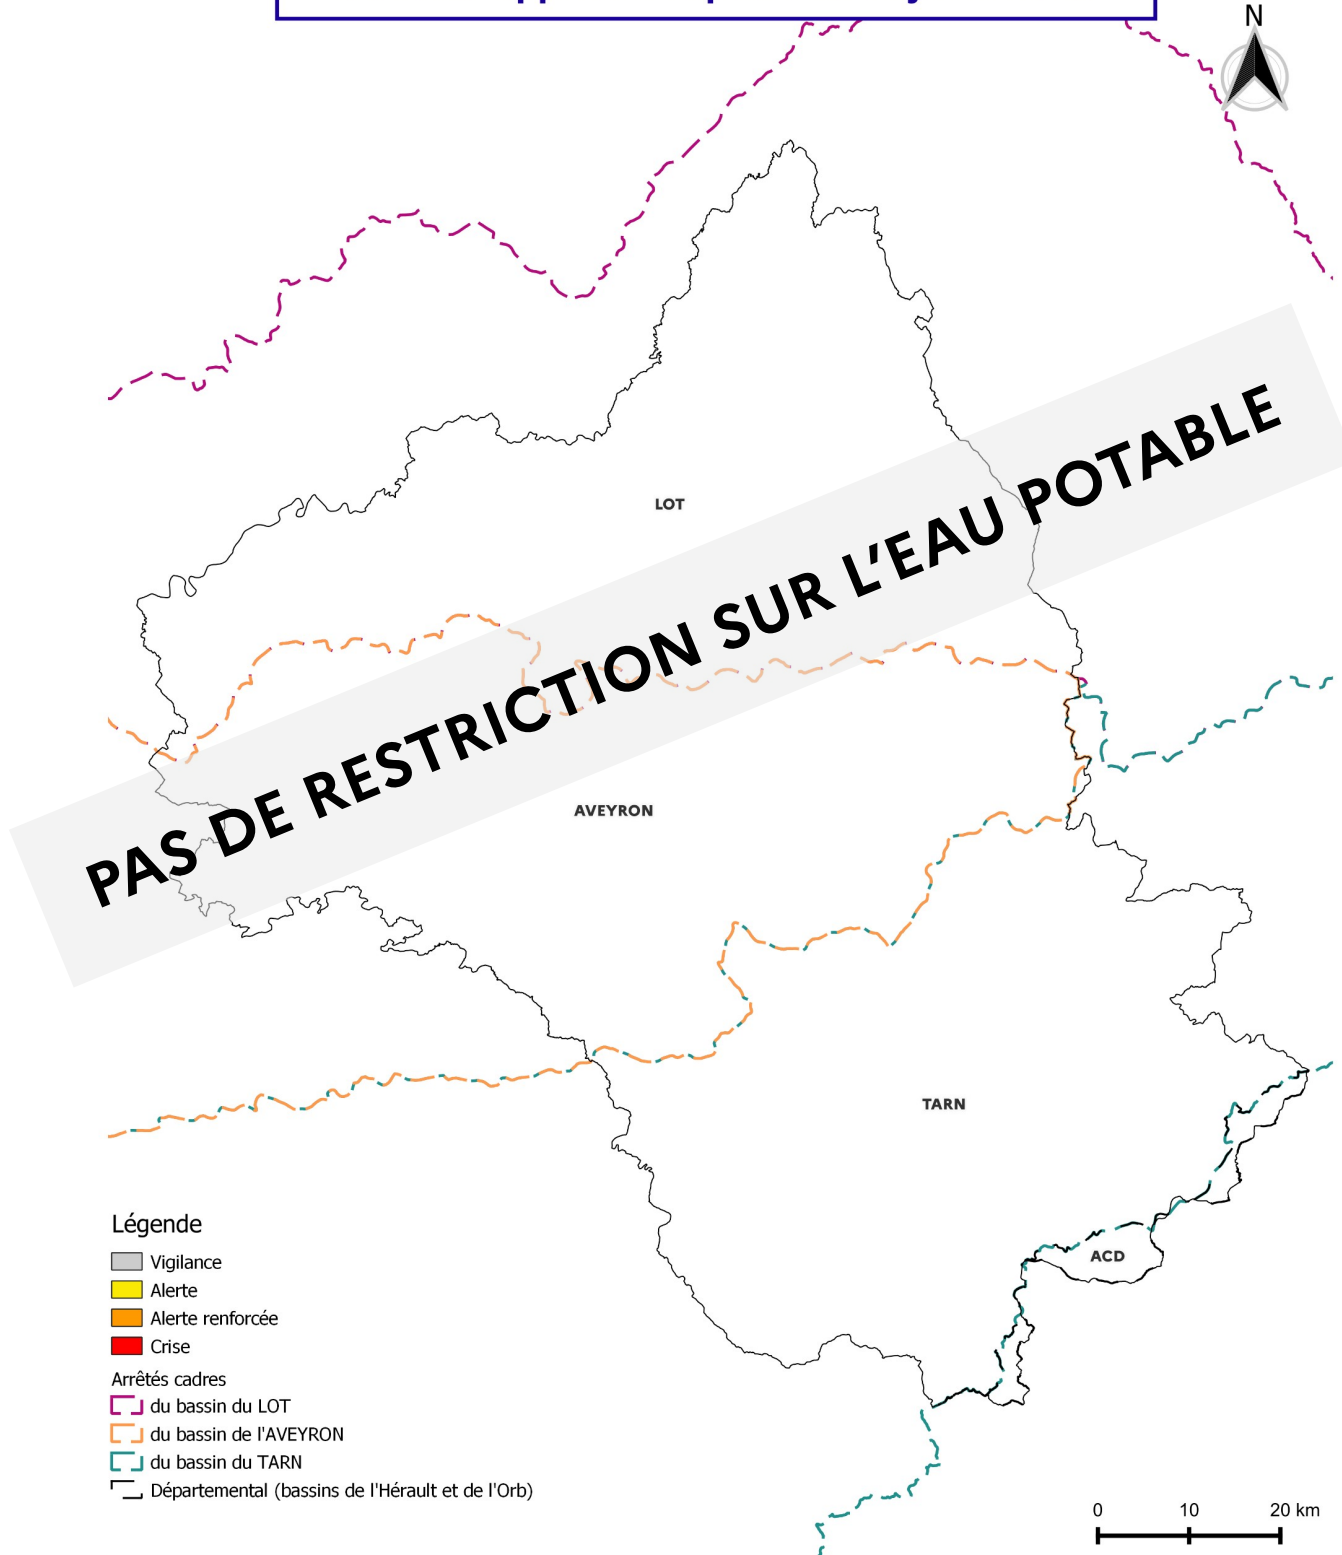 N
LOT
PAS DE RESTRICTION SUR L'EAU POTABLE
AVEYRON
TARN
ACD
Légende
Vigilance
Alerte
Alerte renforcée
Crise
Arrêtés cadres
du bassin du LOT
du bassin de l'AVEYRON
du bassin du TARN
Départemental (bassins de l'Hérault et de l'Orb)
0 10 20 km